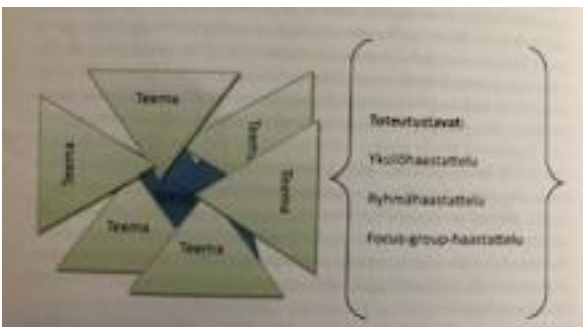 Teema
Teema
Teema
Teema
Teema
Teema
Toteutustavat:
Yksilöhaastattelu
Ryhmähaastattelu
Focus-group-haastattelu